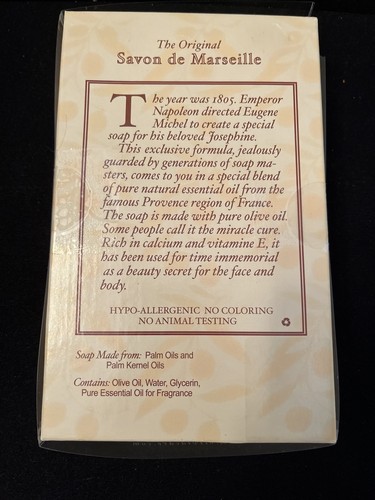 The Original
Savon de Marseille
The year was 1805. Emperor
Napoleon directed Eugene
Michel to create a special
soap for his beloved Josephine.
This exclusive formula, jealously
guarded by generations of soap ma-
sters, comes to you in a special blend
of pure natural essential oil from the
famous Provence region of France.
The soap is made with pure olive oil.
Some people call it the miracle cure.
Rich in calcium and vitamine E, it
has been used for time immemorial
as a beauty secret for the face and
body.
HYPO-ALLERGENIC NO COLORING
NO ANIMAL TESTING
Soap Made from: Palm Oils and
Palm Kernel Oils
Contains: Olive Oil, Water, Glycerin,
Pure Essential Oil for Fragrance